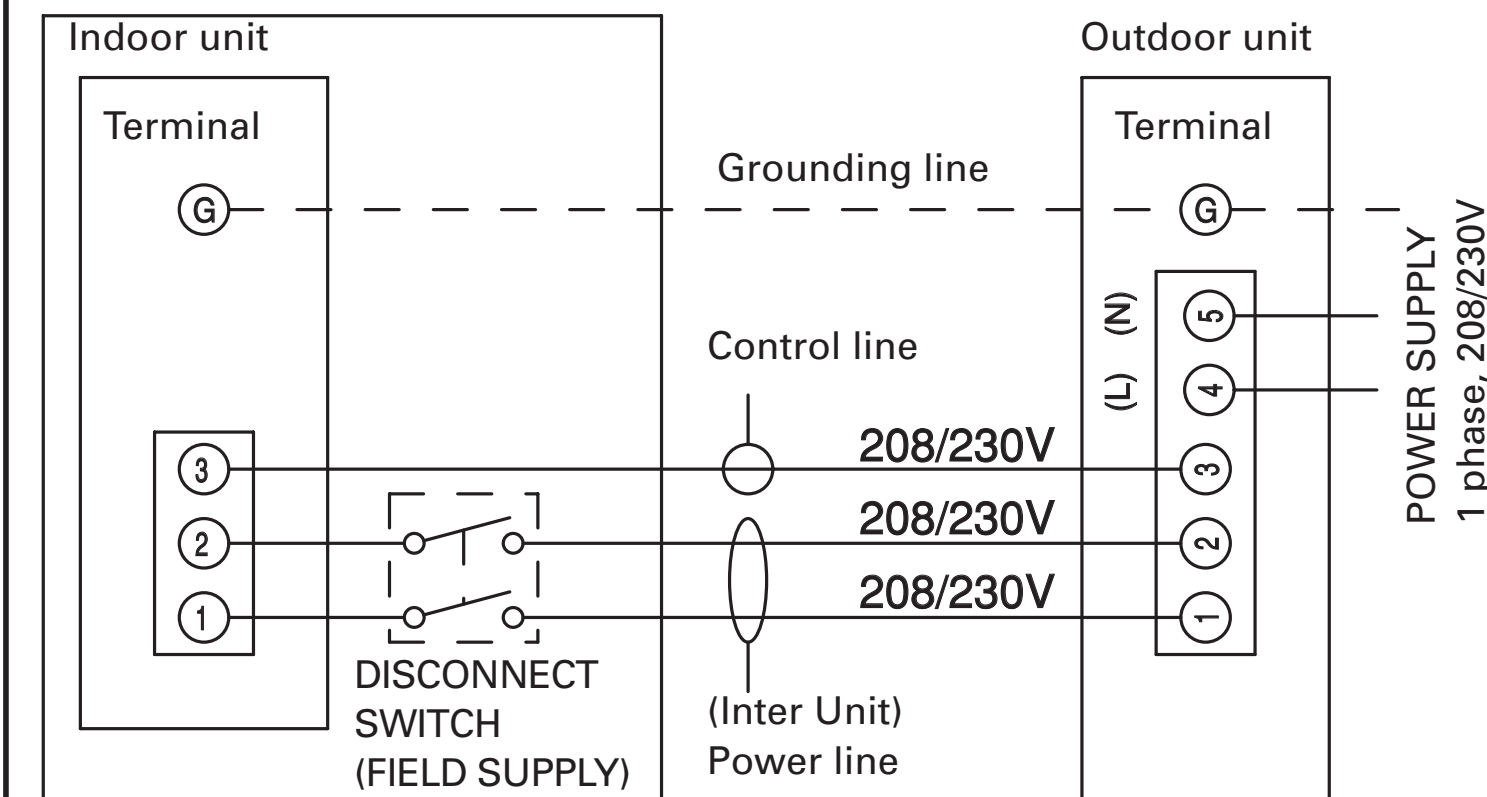 Indoor unit
Outdoor unit
Terminal
Terminal
Grounding line
G
G
(N)
5
Control line
(L)
4
3
208/230V
3
2
208/230V
2
1
208/230V
1
DISCONNECT
SWITCH
(FIELD SUPPLY)
(Inter Unit)
Power line
POWER SUPPLY
1 phase, 208/230V